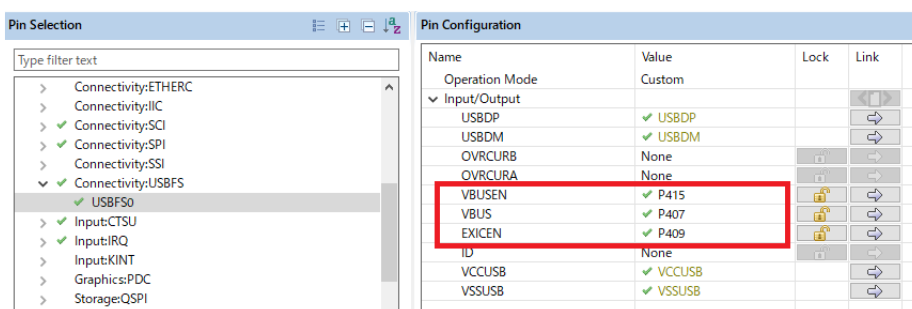 Pin Selection
Type filter text
Connectivity:ETHERC
Connectivity:IIC
Connectivity:SCI
Connectivity:SPI
Connectivity:SSI
Connectivity:USBFS
USBFS0
Input:CTSU
Input:IRQ
Input:KINT
Graphics:PDC
Storage:QSPI
Pin Configuration
Name Value Lock Link
Operation Mode Custom
Input/Output
USBDP USBDP
USBDM USBDM
OVRCURB None
OVRCURA None
VBUSEN P415
VBUS P407
EXICEN P409
ID None
VCCUSB VCCUSB
VSSUSB VSSUSB